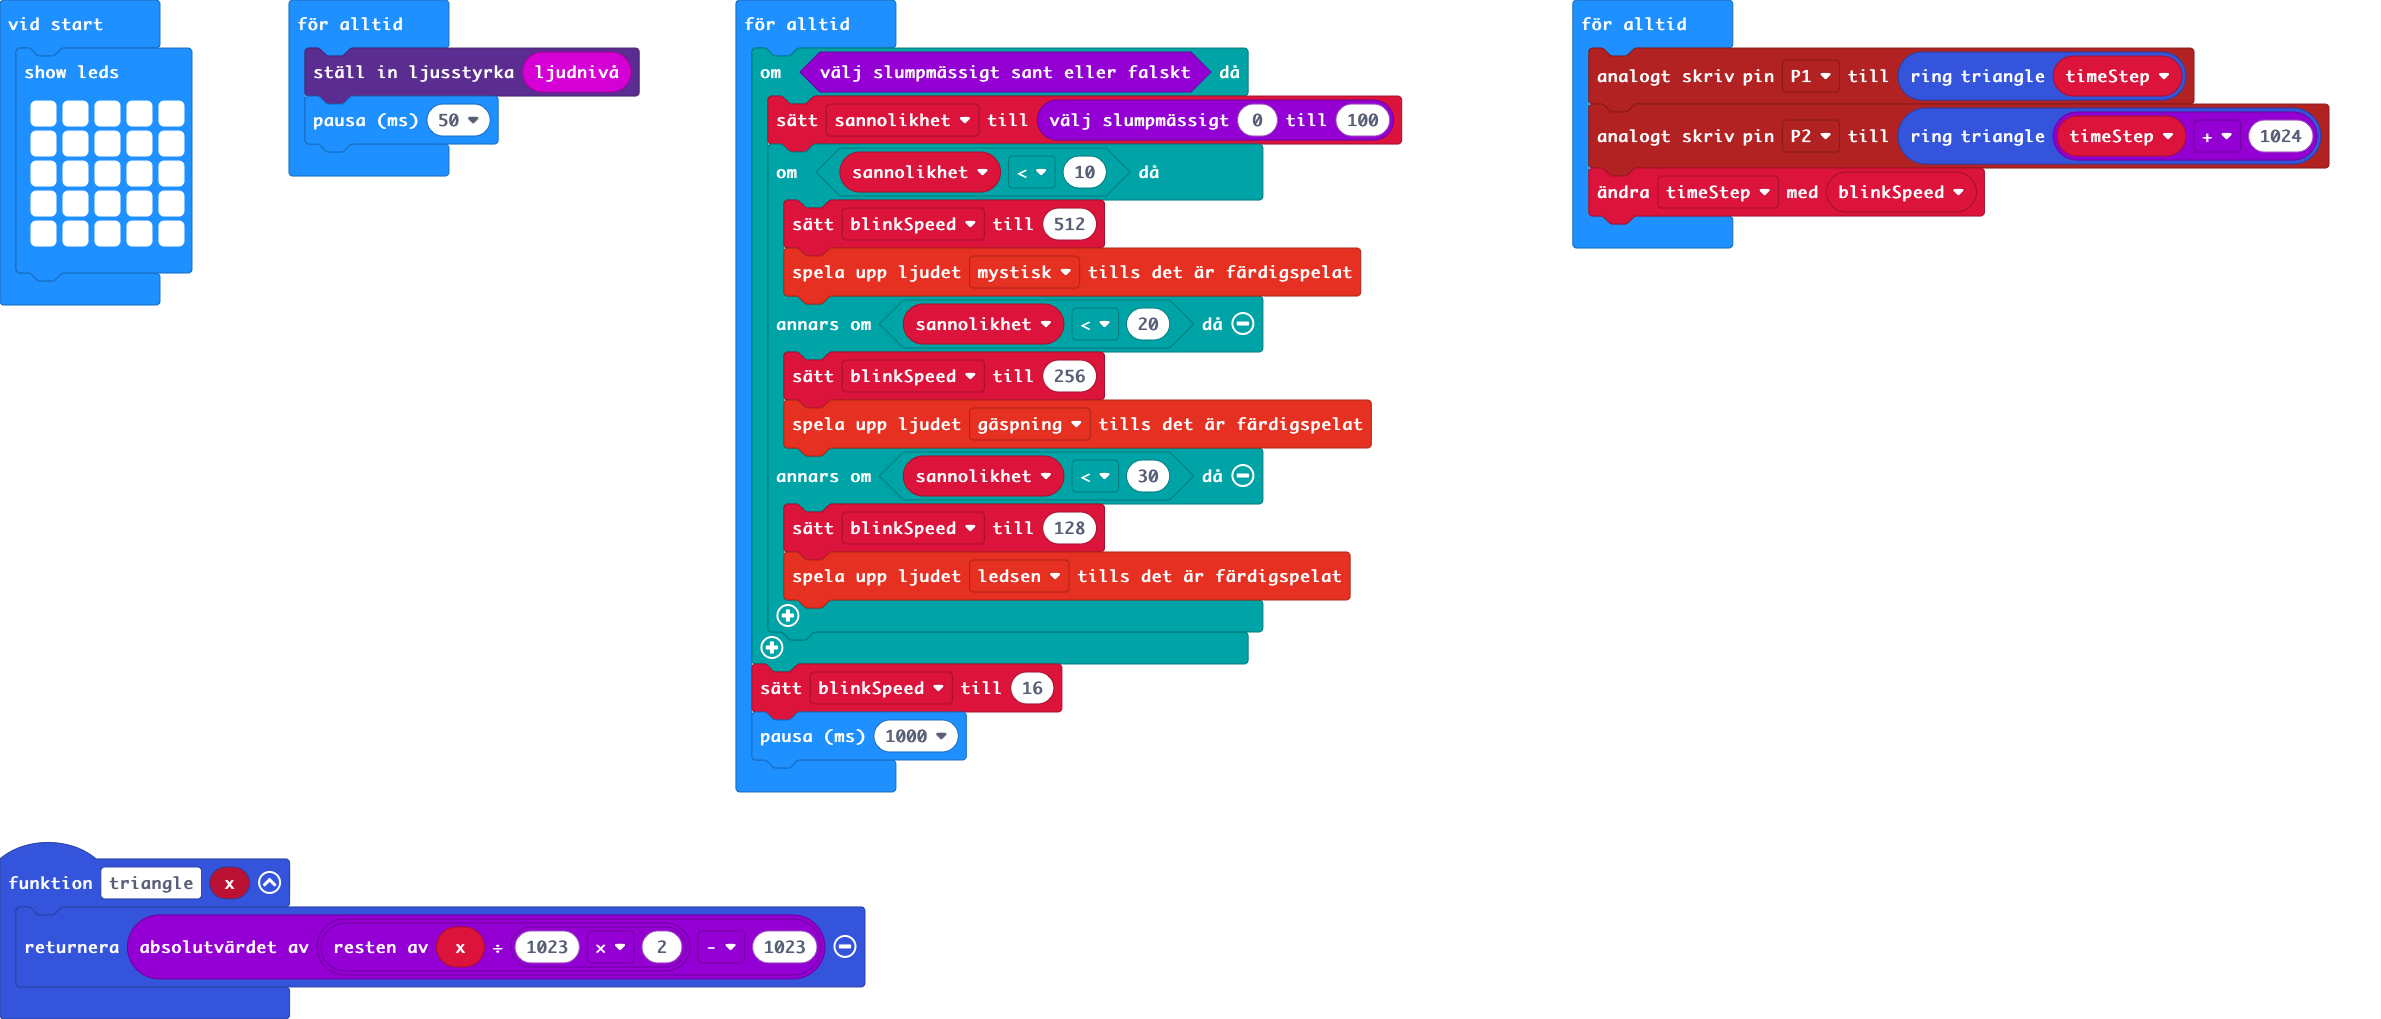 vid start
show leds
för alltid
ställ in ljusstyrka ljudnivå
pausa (ms) 50
för alltid
om välj slumpmässigt sant eller falskt då
sätt sannolikhet till välj slumpmässigt 0 till 100
om sannolikhet < 10 då
sätt blinkSpeed till 512
spela upp ljudet mystisk tills det är färdigspelat
annars om sannolikhet < 20 då
sätt blinkSpeed till 256
spela upp ljudet gäspning tills det är färdigspelat
annars om sannolikhet < 30 då
sätt blinkSpeed till 128
spela upp ljudet ledsen tills det är färdigspelat
sätt blinkSpeed till 16
pausa (ms) 1000
för alltid
analogt skriv pin P1 till ring triangle timeStep
analogt skriv pin P2 till ring triangle timeStep + 1024
ändra timeStep med blinkSpeed
funktion triangle x
returnera absolutvärdet av resten av x ÷ 1023 × 2 - 1023